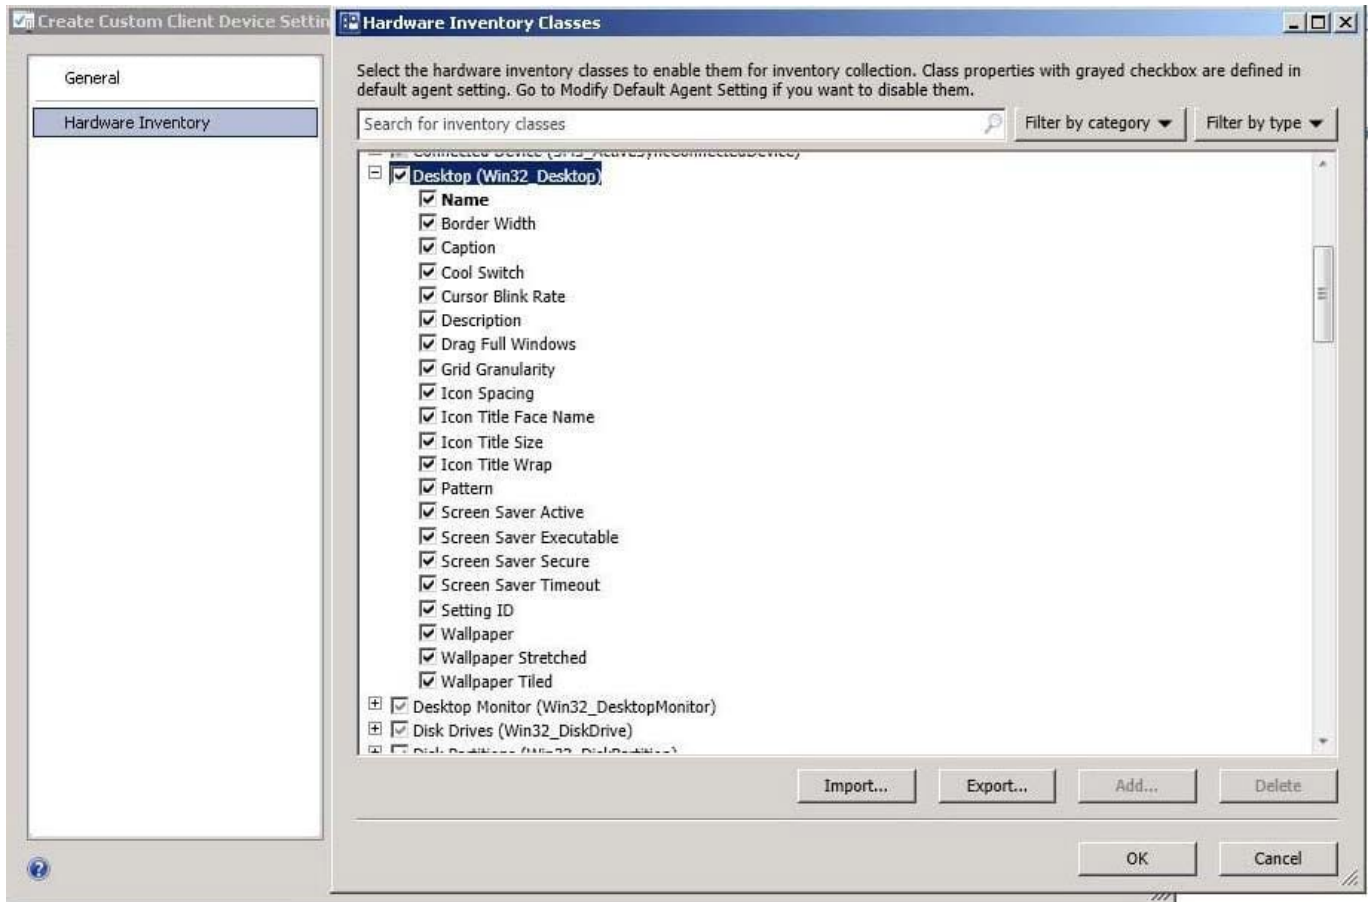 Create Custom Client Device Settin
Hardware Inventory Classes
General
Hardware Inventory
Select the hardware inventory classes to enable them for inventory collection. Class properties with grayed checkbox are defined in
default agent setting. Go to Modify Default Agent Setting if you want to disable them.
Search for inventory classes
Filter by category
Filter by type
Connected Device (SMS_ActiveSyncConnectedDevice)
Desktop (Win32_Desktop)
Name
Border Width
Caption
Cool Switch
Cursor Blink Rate
Description
Drag Full Windows
Grid Granularity
Icon Spacing
Icon Title Face Name
Icon Title Size
Icon Title Wrap
Pattern
Screen Saver Active
Screen Saver Executable
Screen Saver Secure
Screen Saver Timeout
Setting ID
Wallpaper
Wallpaper Stretched
Wallpaper Tiled
Desktop Monitor (Win32_DesktopMonitor)
Disk Drives (Win32_DiskDrive)
Disk Partitions (Win32_DiskPartition)
Import...
Export...
Add...
Delete
OK
Cancel